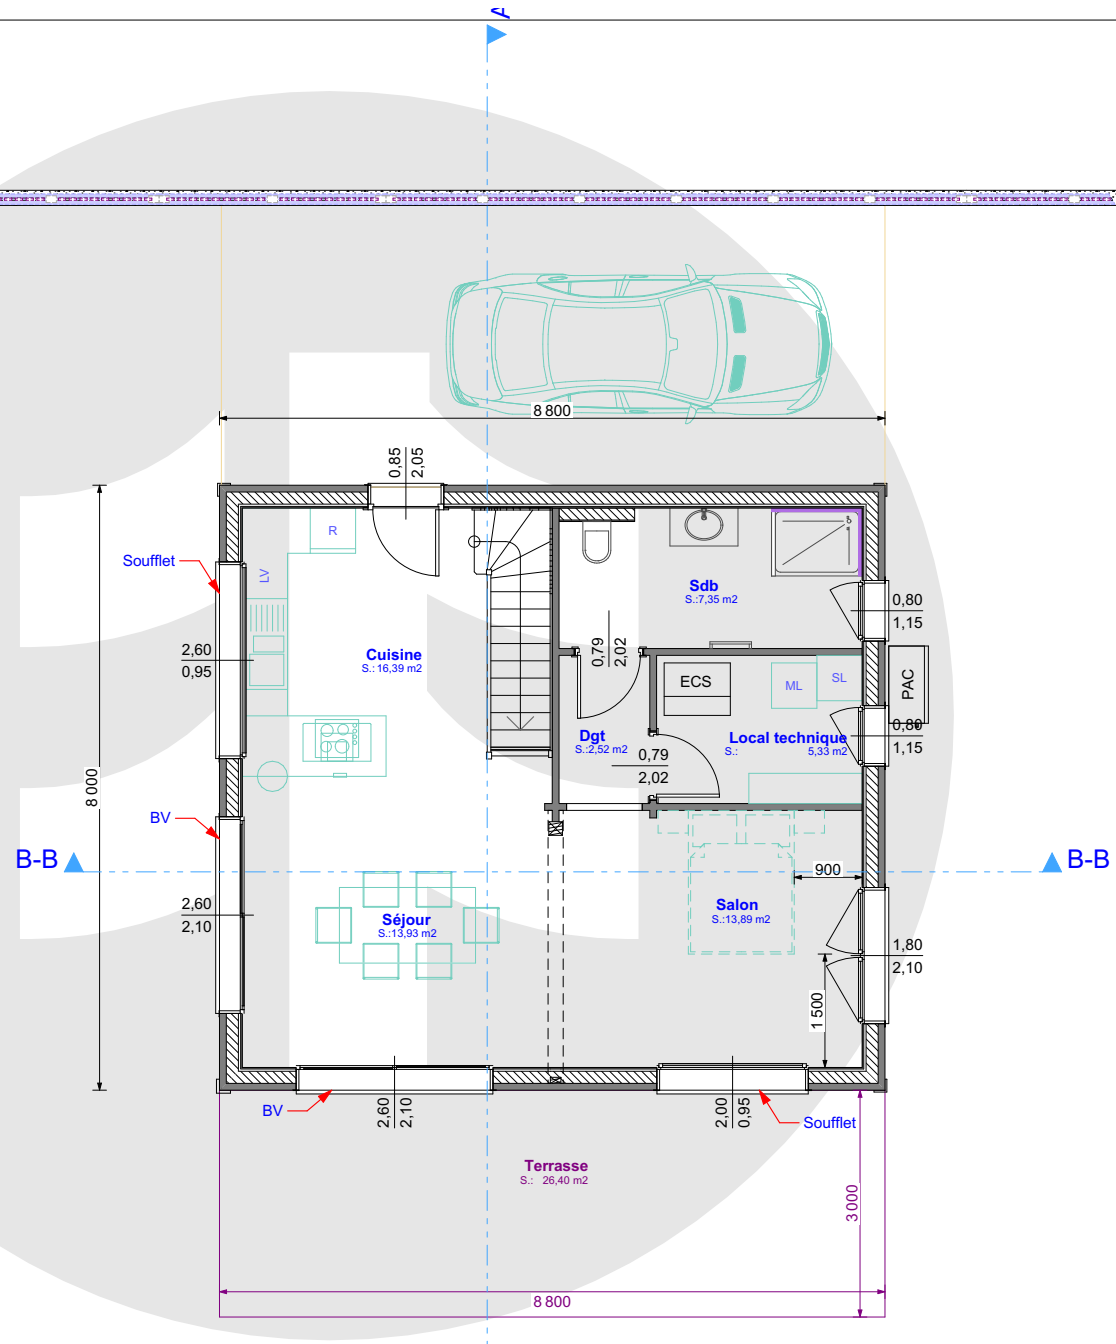 A
8 800
0,85
2,05
Soufflet
R
LV
2,60
0,95
Cuisine
S.: 16,39 m2
Sdb
S.:7,35 m2
0,79
2,02
0,80
1,15
ECS
ML
SL
PAC
Dgt
S.:2,52 m2
0,79
2,02
Local technique
S.: 5,33 m2
0,80
1,15
8 000
BV
B-B
B-B
2,60
2,10
Séjour
S.:13,93 m2
Salon
S.:13,89 m2
900
1,80
2,10
1 500
BV
2,60
2,10
2,00
0,95
Soufflet
Terrasse
S.: 26,40 m2
3 000
8 800